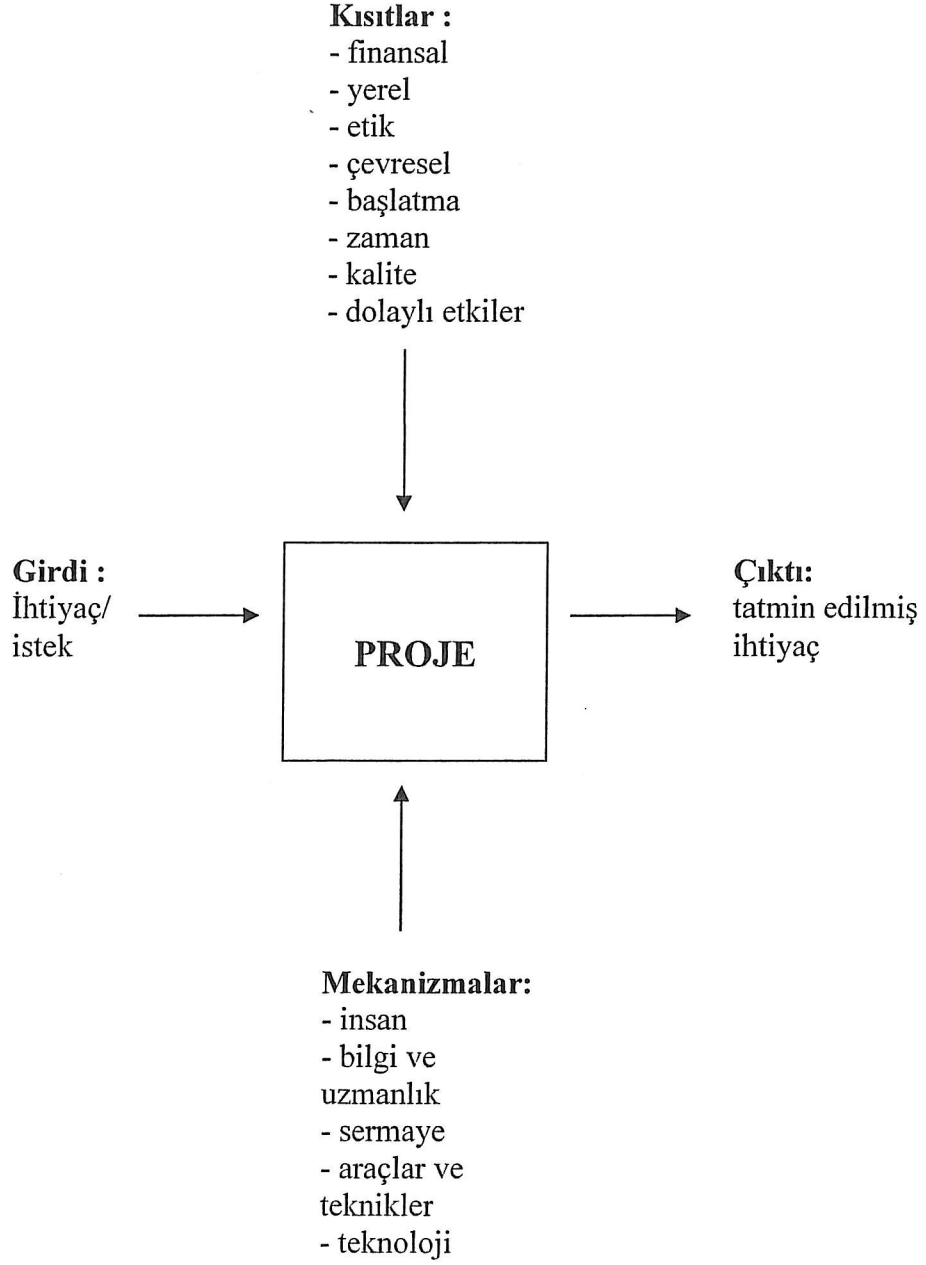 Kısıtlar :
- finansal
- yerel
- etik
- çevresel
- başlatma
- zaman
- kalite
- dolaylı etkiler
Girdi :
İhtiyaç/
istek
PROJE
Çıktı:
tatmin edilmiş
ihtiyaç
Mekanizmalar:
- insan
- bilgi ve
uzmanlık
- sermaye
- araçlar ve
teknikler
- teknoloji